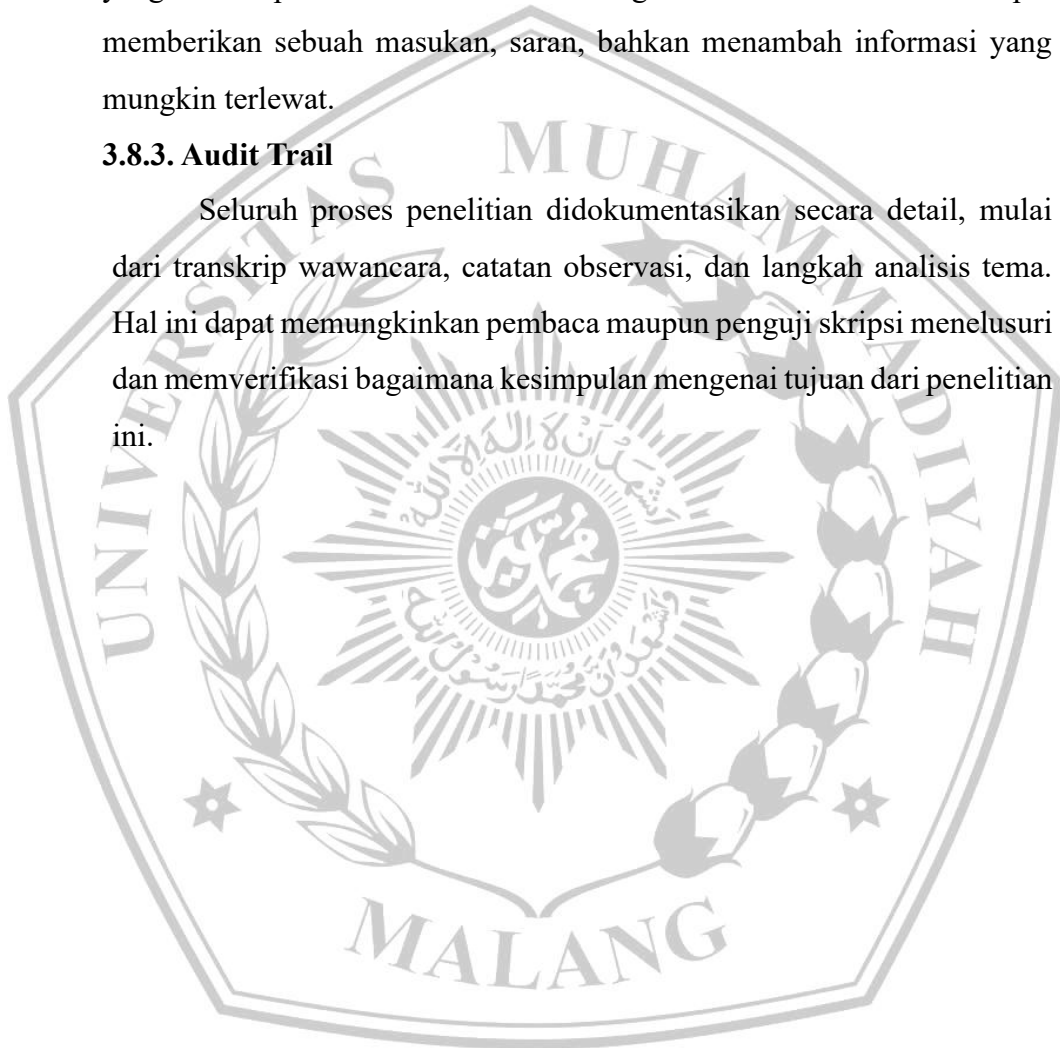 memberikan sebuah masukan, saran, bahkan menambah informasi yang
mungkin terlewat.
3.8.3. Audit Trail
Seluruh proses penelitian didokumentasikan secara detail, mulai
dari transkrip wawancara, catatan observasi, dan langkah analisis tema.
Hal ini dapat memungkinkan pembaca maupun penguji skripsi menelusuri
dan memverifikasi bagaimana kesimpulan mengenai tujuan dari penelitian
ini.
UNIVERSITAS MUHAMMADIYAH
MALANG